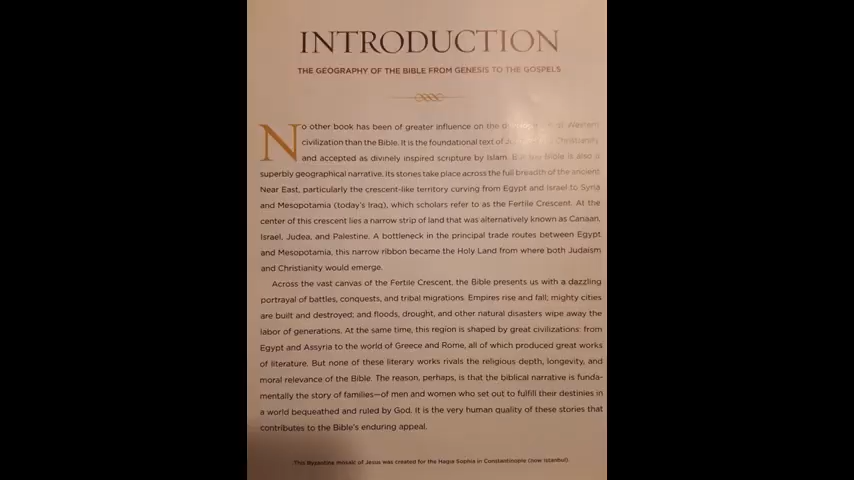 INTRODUCTION
THE GEOGRAPHY OF THE BIBLE FROM GENESIS TO THE GOSPELS
No other book has been of greater influence on the
civilization than the Bible. It is the foundational text of Christianity
and accepted as divinely inspired scripture by Islam. But the Bible is also a
superbly geographical narrative. Its stories take place across the full breadth of the ancient
Near East, particularly the crescent-like territory curving from Egypt and Israel to Syria
and Mesopotamia (today's Iraq), which scholars refer to as the Fertile Crescent. At the
center of this crescent lies a narrow strip of land that was alternatively known as Canaan,
Israel, Judea, and Palestine. A bottleneck in the principal trade routes between Egypt
and Mesopotamia, this narrow ribbon became the Holy Land from where both Judaism
and Christianity would emerge.
Across the vast canvas of the Fertile Crescent, the Bible presents us with a dazzling
portrayal of battles, conquests, and tribal migrations. Empires rise and fall; mighty cities
are built and destroyed; and floods, drought, and other natural disasters wipe away the
labor of generations. At the same time, this region is shaped by great civilizations: from
Egypt and Assyria to the world of Greece and Rome, all of which produced great works
of literature. But none of these literary works rivals the religious depth, longevity, and
moral relevance of the Bible. The reason, perhaps, is that the biblical narrative is funda-
mentally the story of families—of men and women who set out to fulfill their destinies in
a world bequeathed and ruled by God. It is the very human quality of these stories that
contributes to the Bible's enduring appeal.
This Byzantine mosaic of Jesus was created for the Hagia Sophia in Constantinople (now Istanbul).